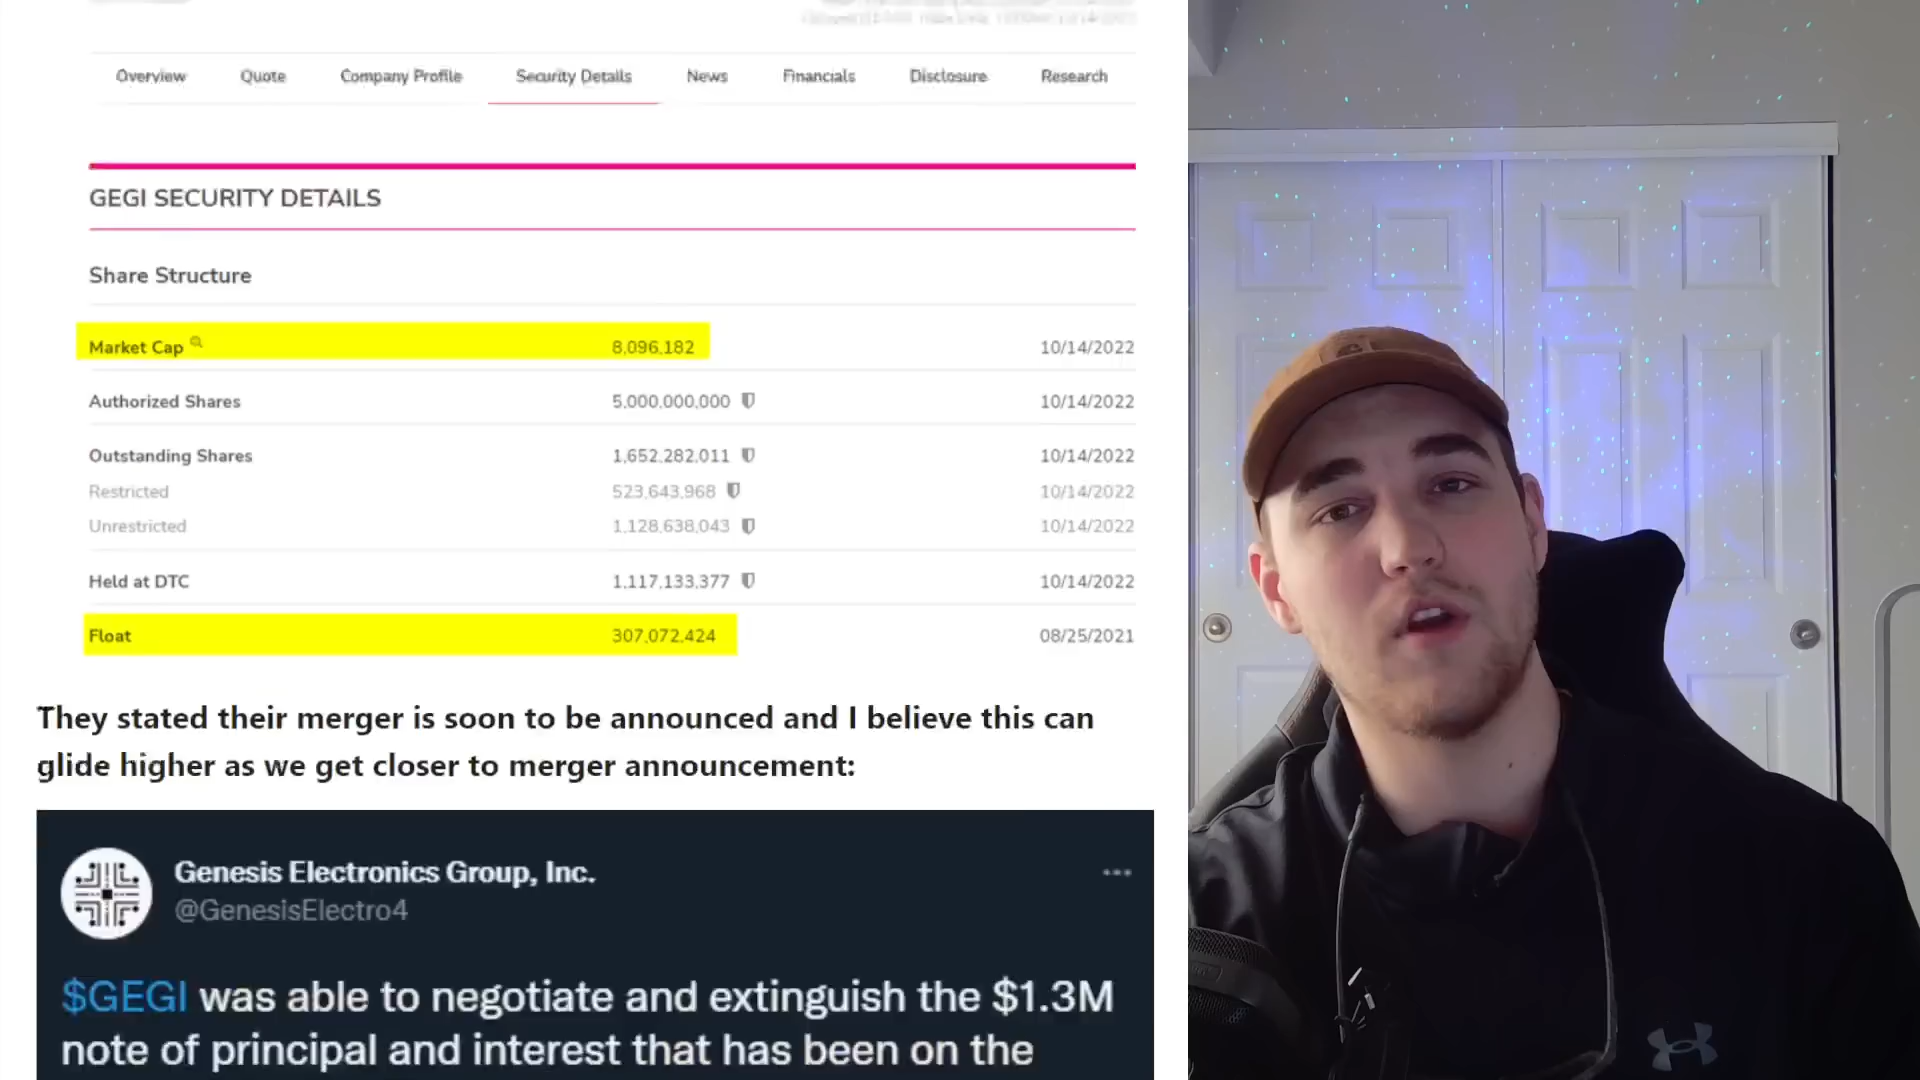 Overview Quote Company Profile Security Details News Financials Disclosure Research
GEGI SECURITY DETAILS
Share Structure
Market Cap 8,096,182 10/14/2022
Authorized Shares 5,000,000,000 10/14/2022
Outstanding Shares 1,652,282,011 10/14/2022
Restricted 523,643,968 10/14/2022
Unrestricted 1,128,638,043 10/14/2022
Held at DTC 1,117,133,377 10/14/2022
Float 307,072,424 08/25/2021
They stated their merger is soon to be announced and I believe this can
glide higher as we get closer to merger announcement:
Genesis Electronics Group, Inc.
@GenesisElectro4
$GEGI was able to negotiate and extinguish the $1.3M
note of principal and interest that has been on the